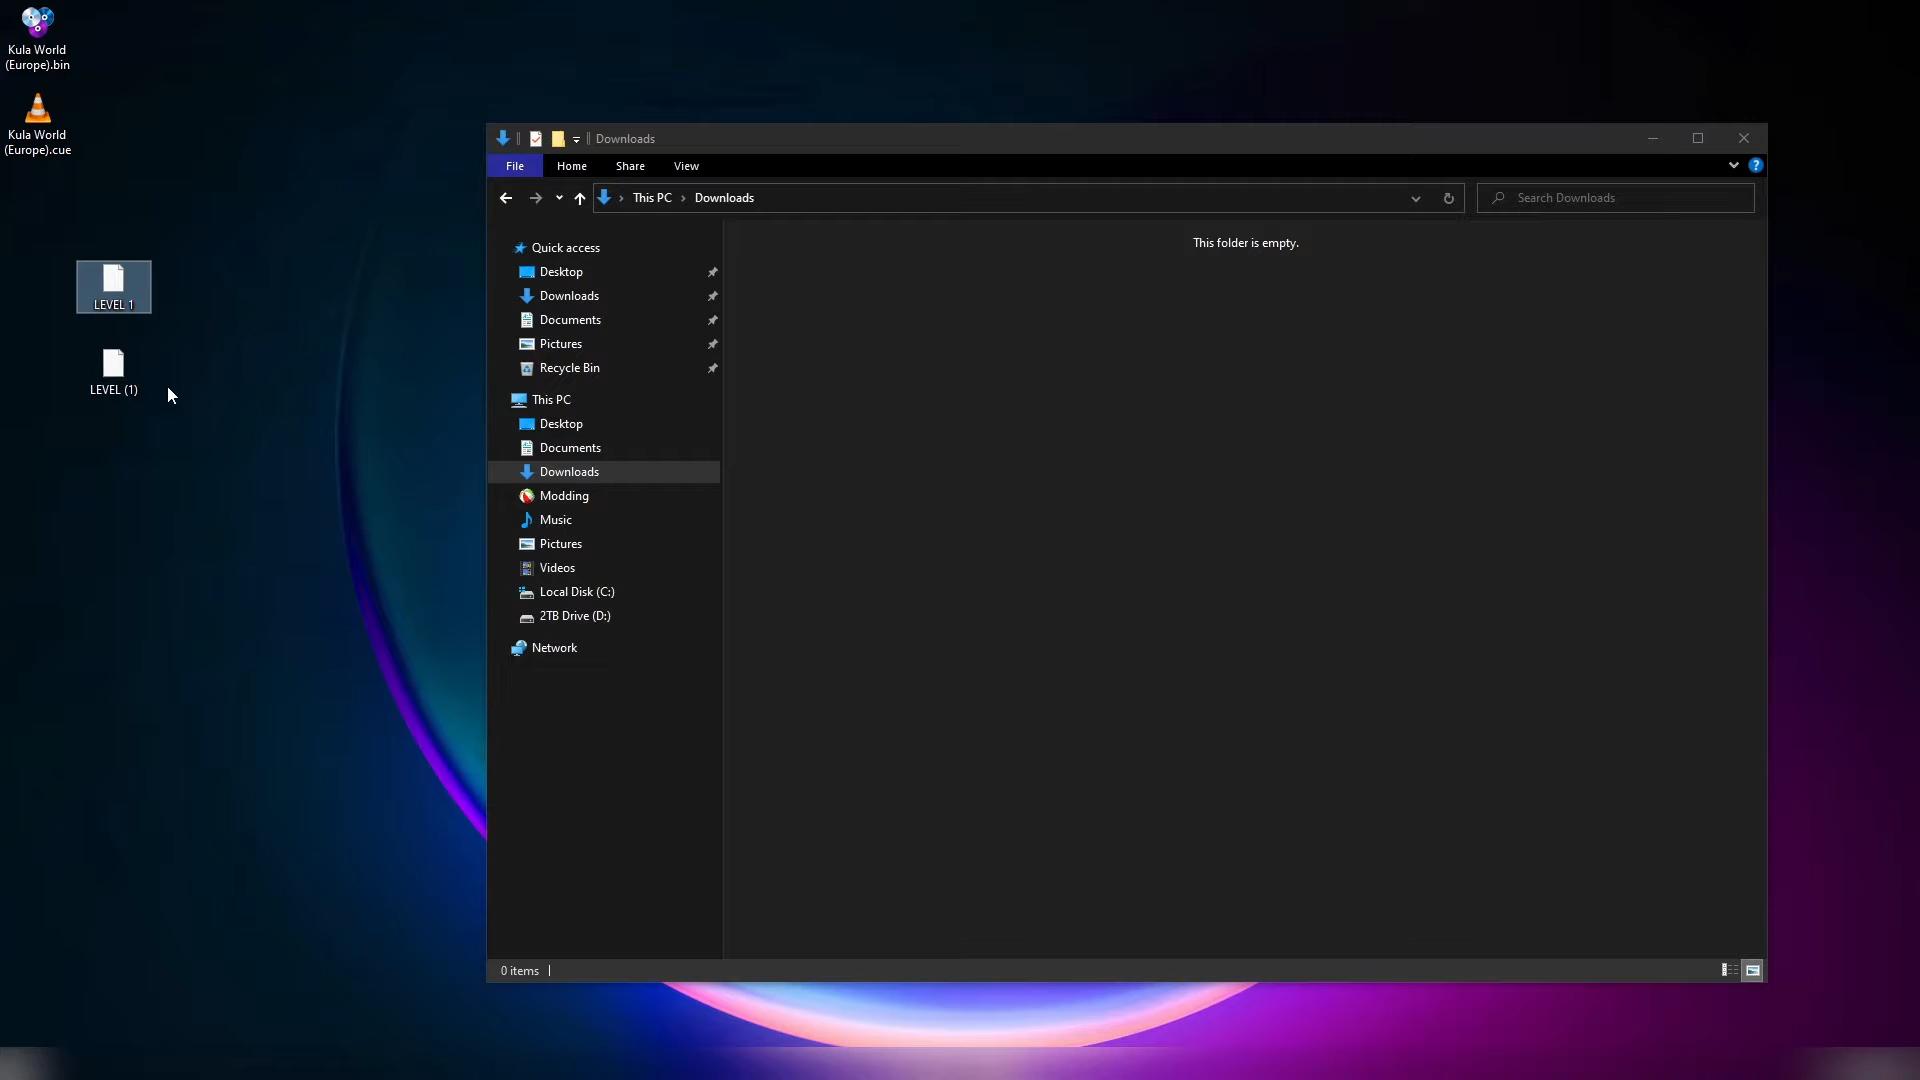 Kula World
(Europe).bin
Kula World
(Europe).cue
LEVEL 1
LEVEL (1)
Downloads
File
Home
Share
View
This PC
Downloads
Search Downloads
Quick access
Desktop
Downloads
Documents
Pictures
Recycle Bin
This PC
Desktop
Documents
Downloads
Modding
Music
Pictures
Videos
Local Disk (C:)
2TB Drive (D:)
Network
This folder is empty.
0 items